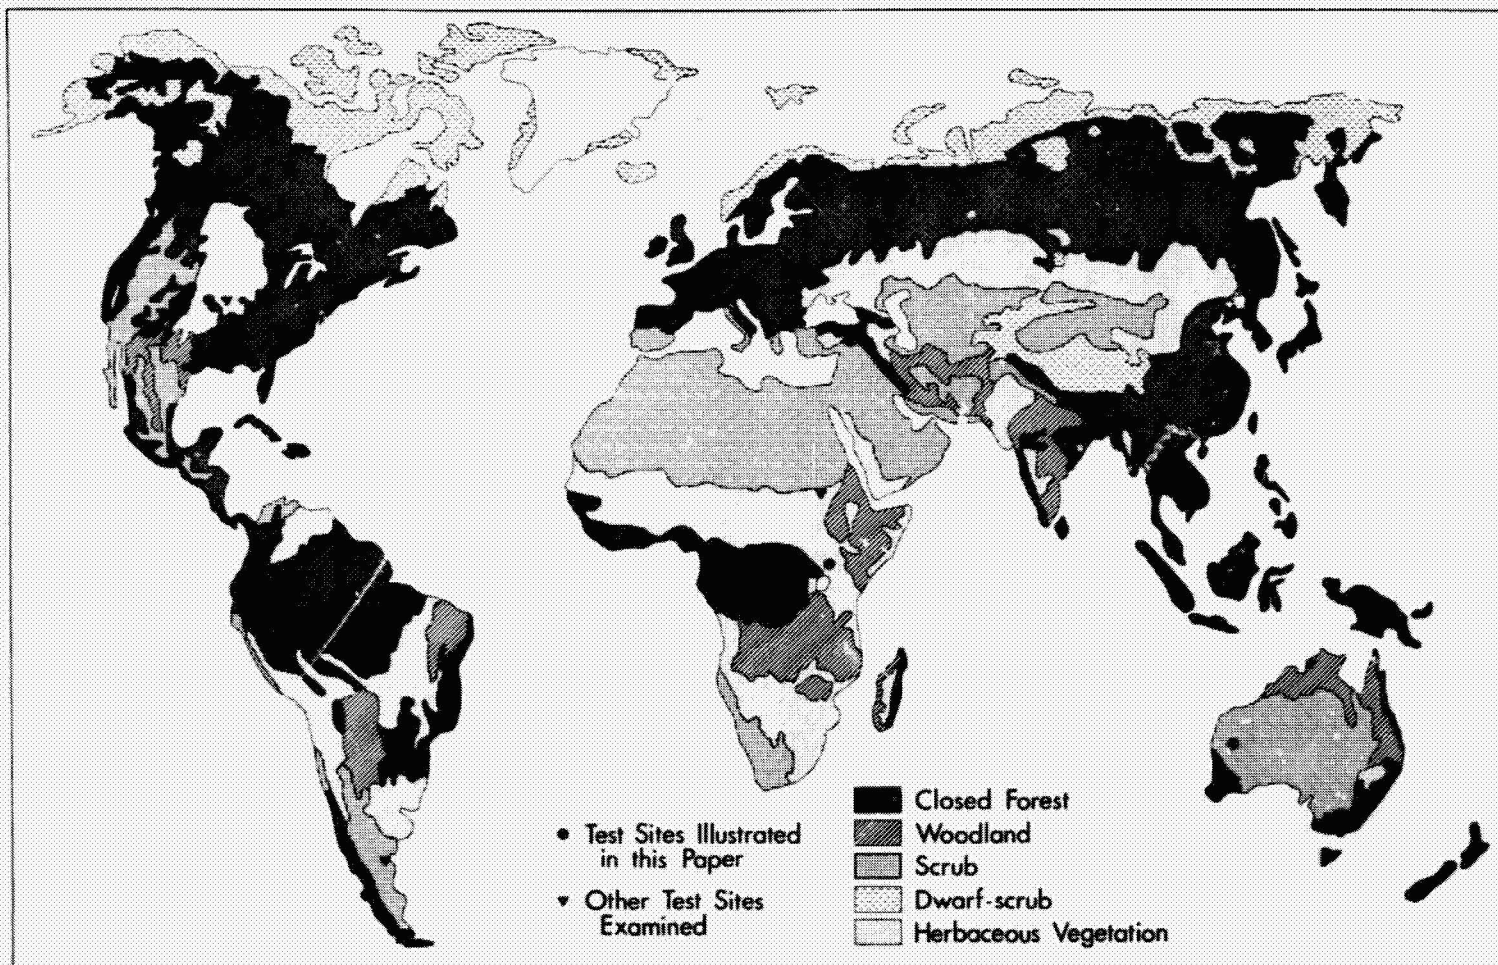 Test Sites Illustrated
in this Paper
Other Test Sites
Examined
Closed Forest
Woodland
Scrub
Dwarf-scrub
Herbaceous Vegetation